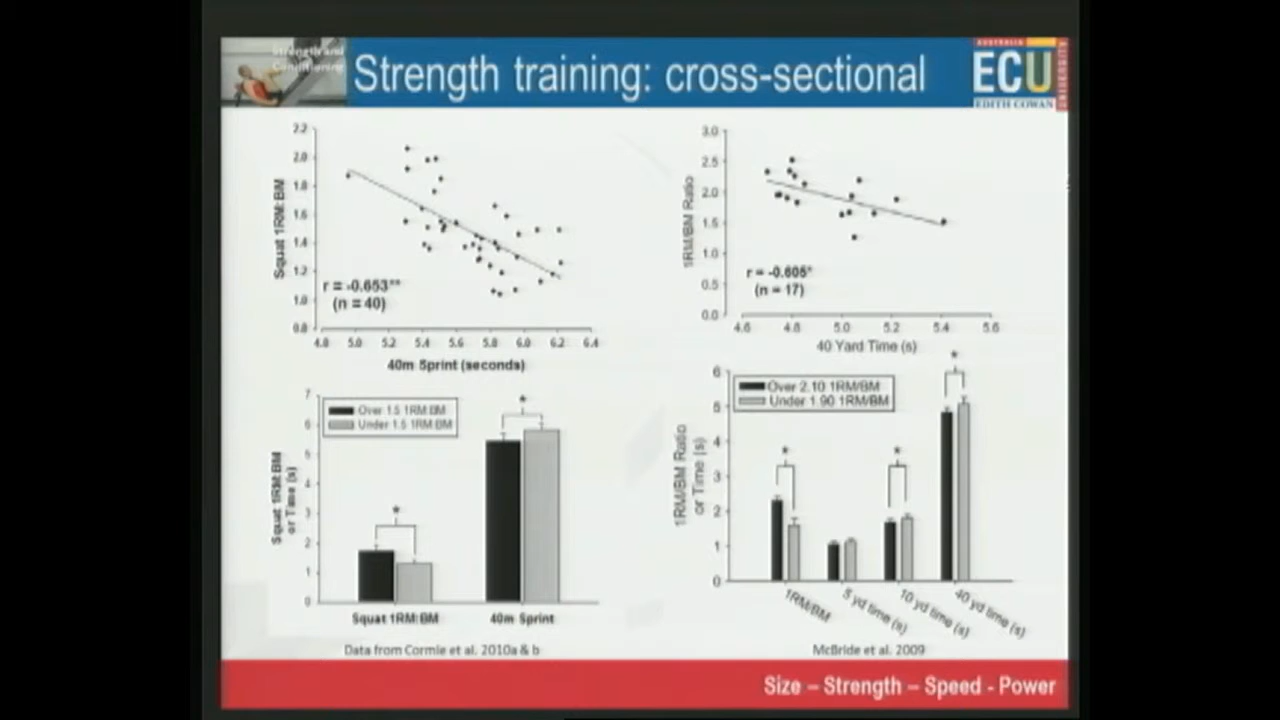 Strength and
Conditioning
Strength training: cross-sectional
AUSTRALIA
ECU
EDITH COWAN
UNIVERSITY
2.2
2.0
1.8
1.6
1.4
1.2
1.0
0.8
Squat 1RM:BM
r = -0.653**
(n = 40)
4.8 5.0 5.2 5.4 5.6 5.8 6.0 6.2 6.4
40m Sprint (seconds)
3.0
2.5
2.0
1.5
1.0
0.5
0.0
1RM/BM Ratio
r = -0.605*
(n = 17)
4.6 4.8 5.0 5.2 5.4 5.6
40 Yard Time (s)
7
6
5
4
3
2
1
0
Squat 1RM:BM
or Time (s)
Over 1.5 1RM:BM
Under 1.5 1RM:BM
*
*
Squat 1RM:BM 40m Sprint
Data from Cormie et al. 2010a & b
6
5
4
3
2
1
0
1RM/BM Ratio
or Time (s)
Over 2.10 1RM/BM
Under 1.90 1RM/BM
*
*
*
1RM/BM
5 yd time (s)
10 yd time (s)
40 yd time (s)
McBride et al. 2009
Size – Strength – Speed - Power